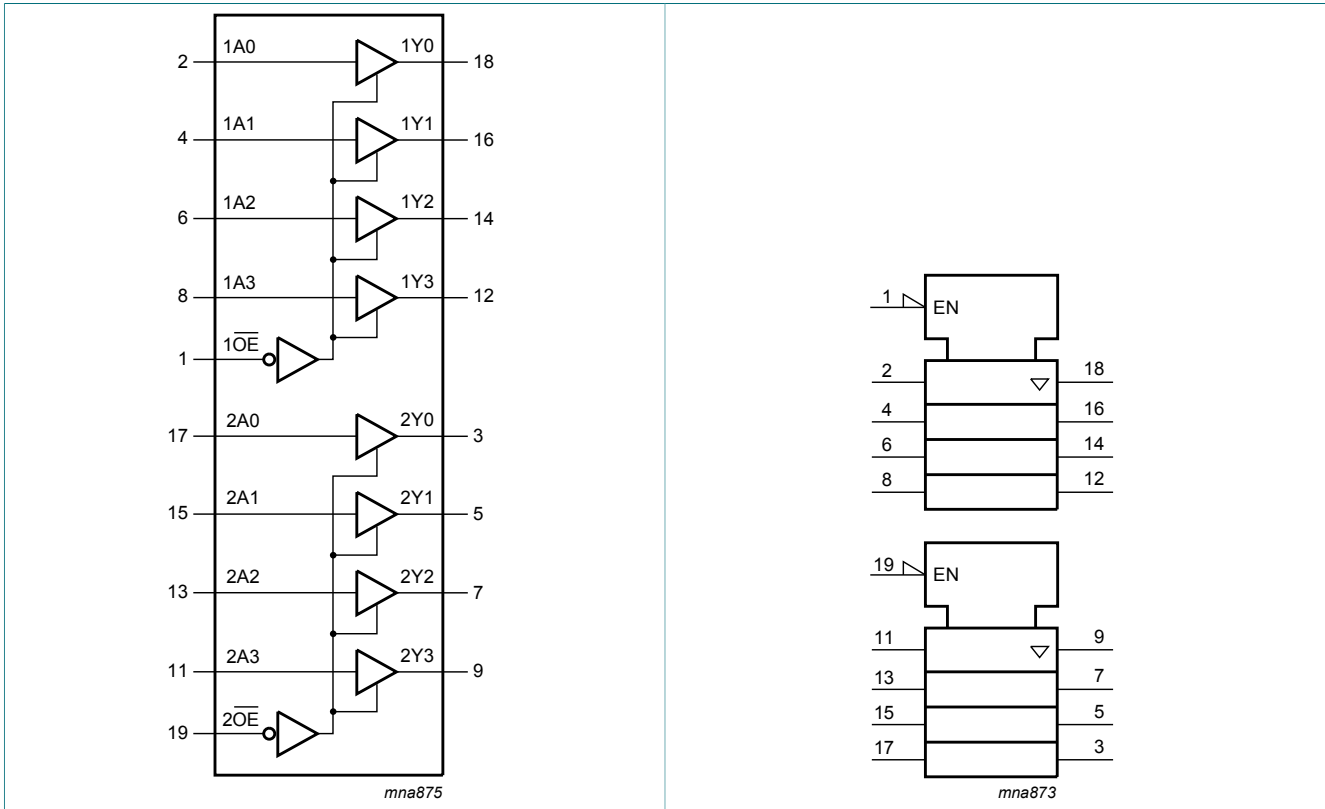 2 1A0 1Y0 18
4 1A1 1Y1 16
6 1A2 1Y2 14
8 1A3 1Y3 12
1 1O̅E̅
17 2A0 2Y0 3
15 2A1 2Y1 5
13 2A2 2Y2 7
11 2A3 2Y3 9
19 2O̅E̅
mna875
1 EN
2 18
4 16
6 14
8 12
19 EN
11 9
13 7
15 5
17 3
mna873